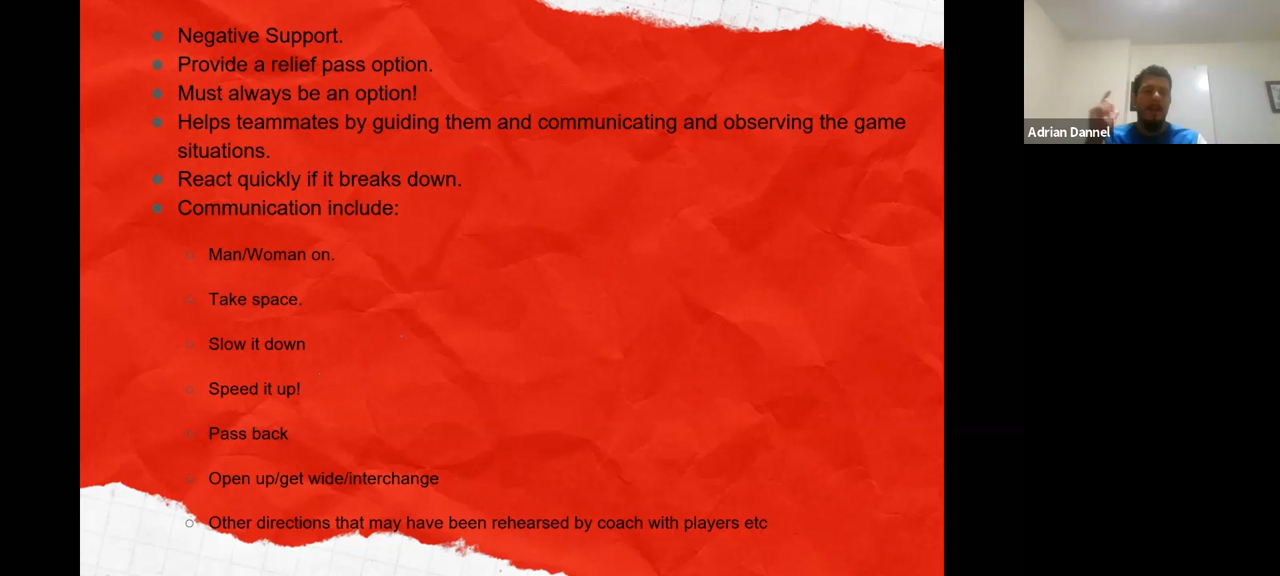 Negative Support.
Provide a relief pass option.
Must always be an option!
Helps teammates by guiding them and communicating and observing the game
situations.
React quickly if it breaks down.
Communication include:
Man/Woman on.
Take space.
Slow it down
Speed it up!
Pass back
Open up/get wide/interchange
Other directions that may have been rehearsed by coach with players etc
Adrian Dannel